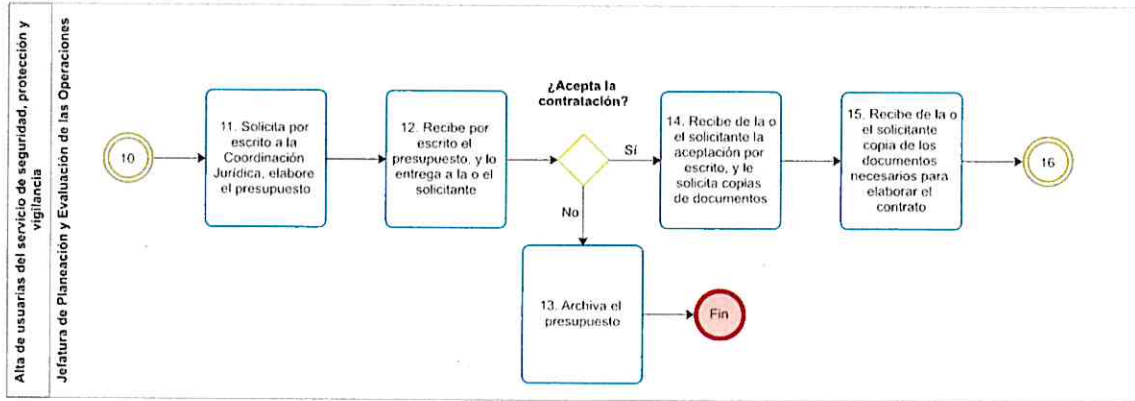 Alta de usuarias del servicio de seguridad, protección y
vigilancia
Jefatura de Planeación y Evaluación de las Operaciones
10
11. Solicita por
escrito a la
Coordinación
Jurídica, elabore
el presupuesto
12. Recibe por
escrito el
presupuesto, y lo
entrega a la o el
solicitante
¿Acepta la
contratación?
Sí
No
13. Archiva el
presupuesto
Fin
14. Recibe de la o
el solicitante la
aceptación por
escrito, y le
solicita copias
de documentos
15. Recibe de la o
el solicitante
copia de los
documentos
necesarios para
elaborar el
contrato
16